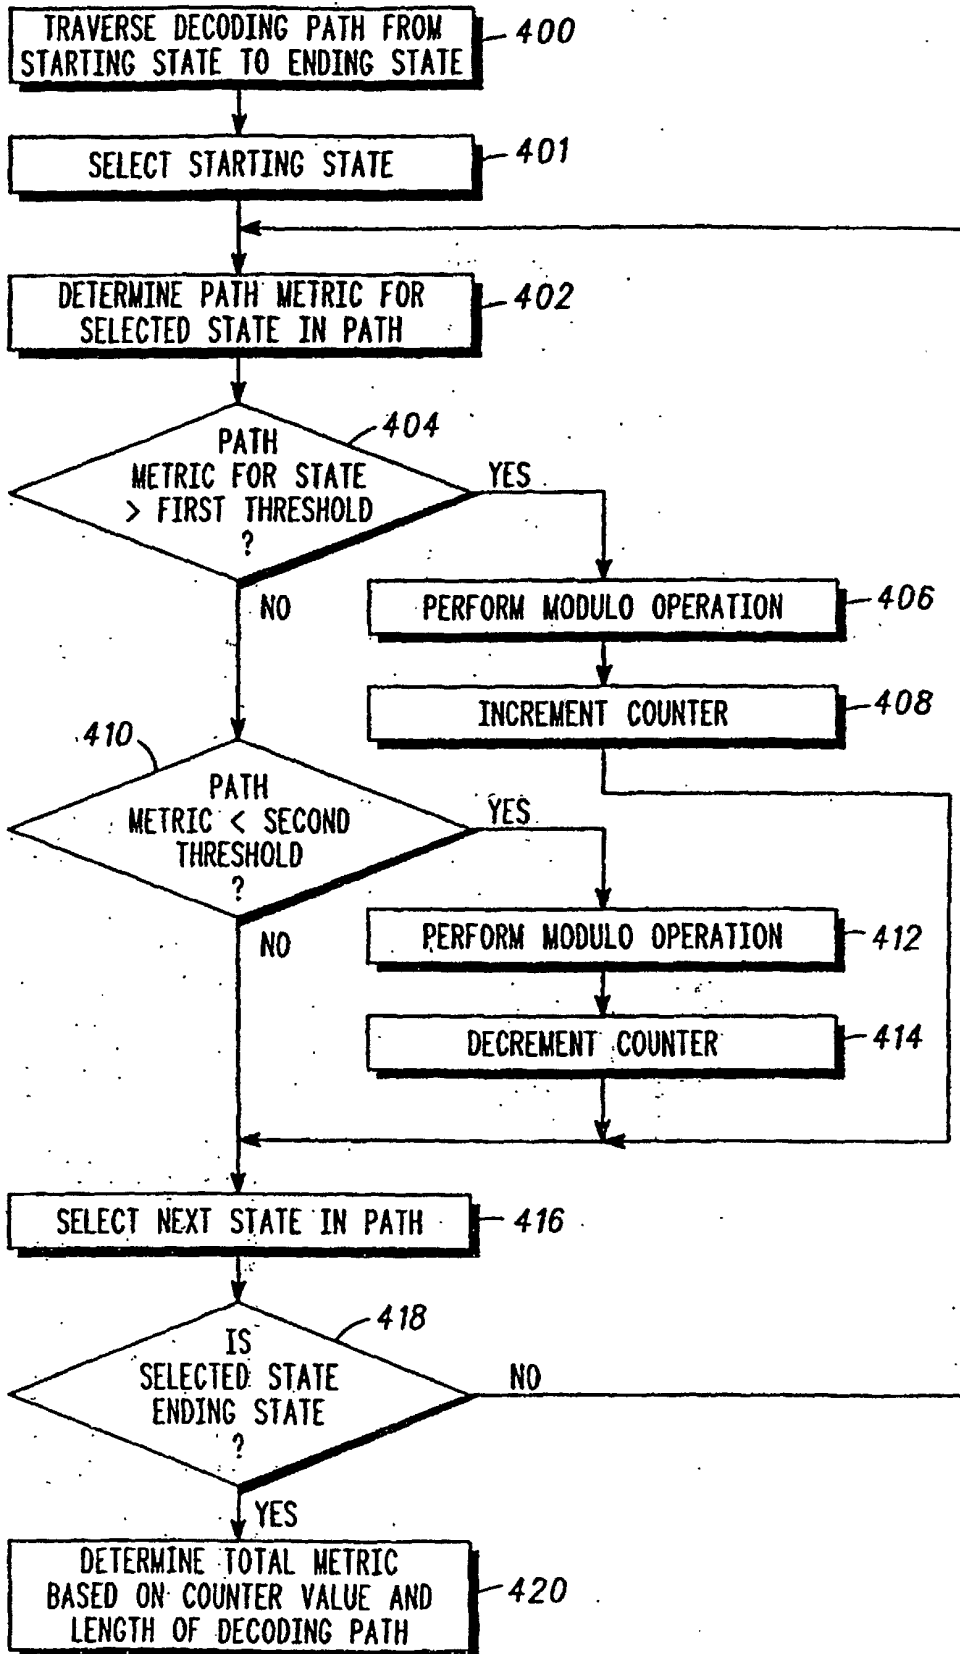 TRAVERSE DECODING PATH FROM
STARTING STATE TO ENDING STATE
400
SELECT STARTING STATE
401
DETERMINE PATH METRIC FOR
SELECTED STATE IN PATH
402
404
PATH
METRIC FOR STATE
> FIRST THRESHOLD
?
YES
NO
PERFORM MODULO OPERATION
406
INCREMENT COUNTER
408
410
PATH
METRIC < SECOND
THRESHOLD
?
YES
NO
PERFORM MODULO OPERATION
412
DECREMENT COUNTER
414
SELECT NEXT STATE IN PATH
416
418
IS
SELECTED STATE
ENDING STATE
?
NO
YES
DETERMINE TOTAL METRIC
BASED ON COUNTER VALUE AND
LENGTH OF DECODING PATH
420